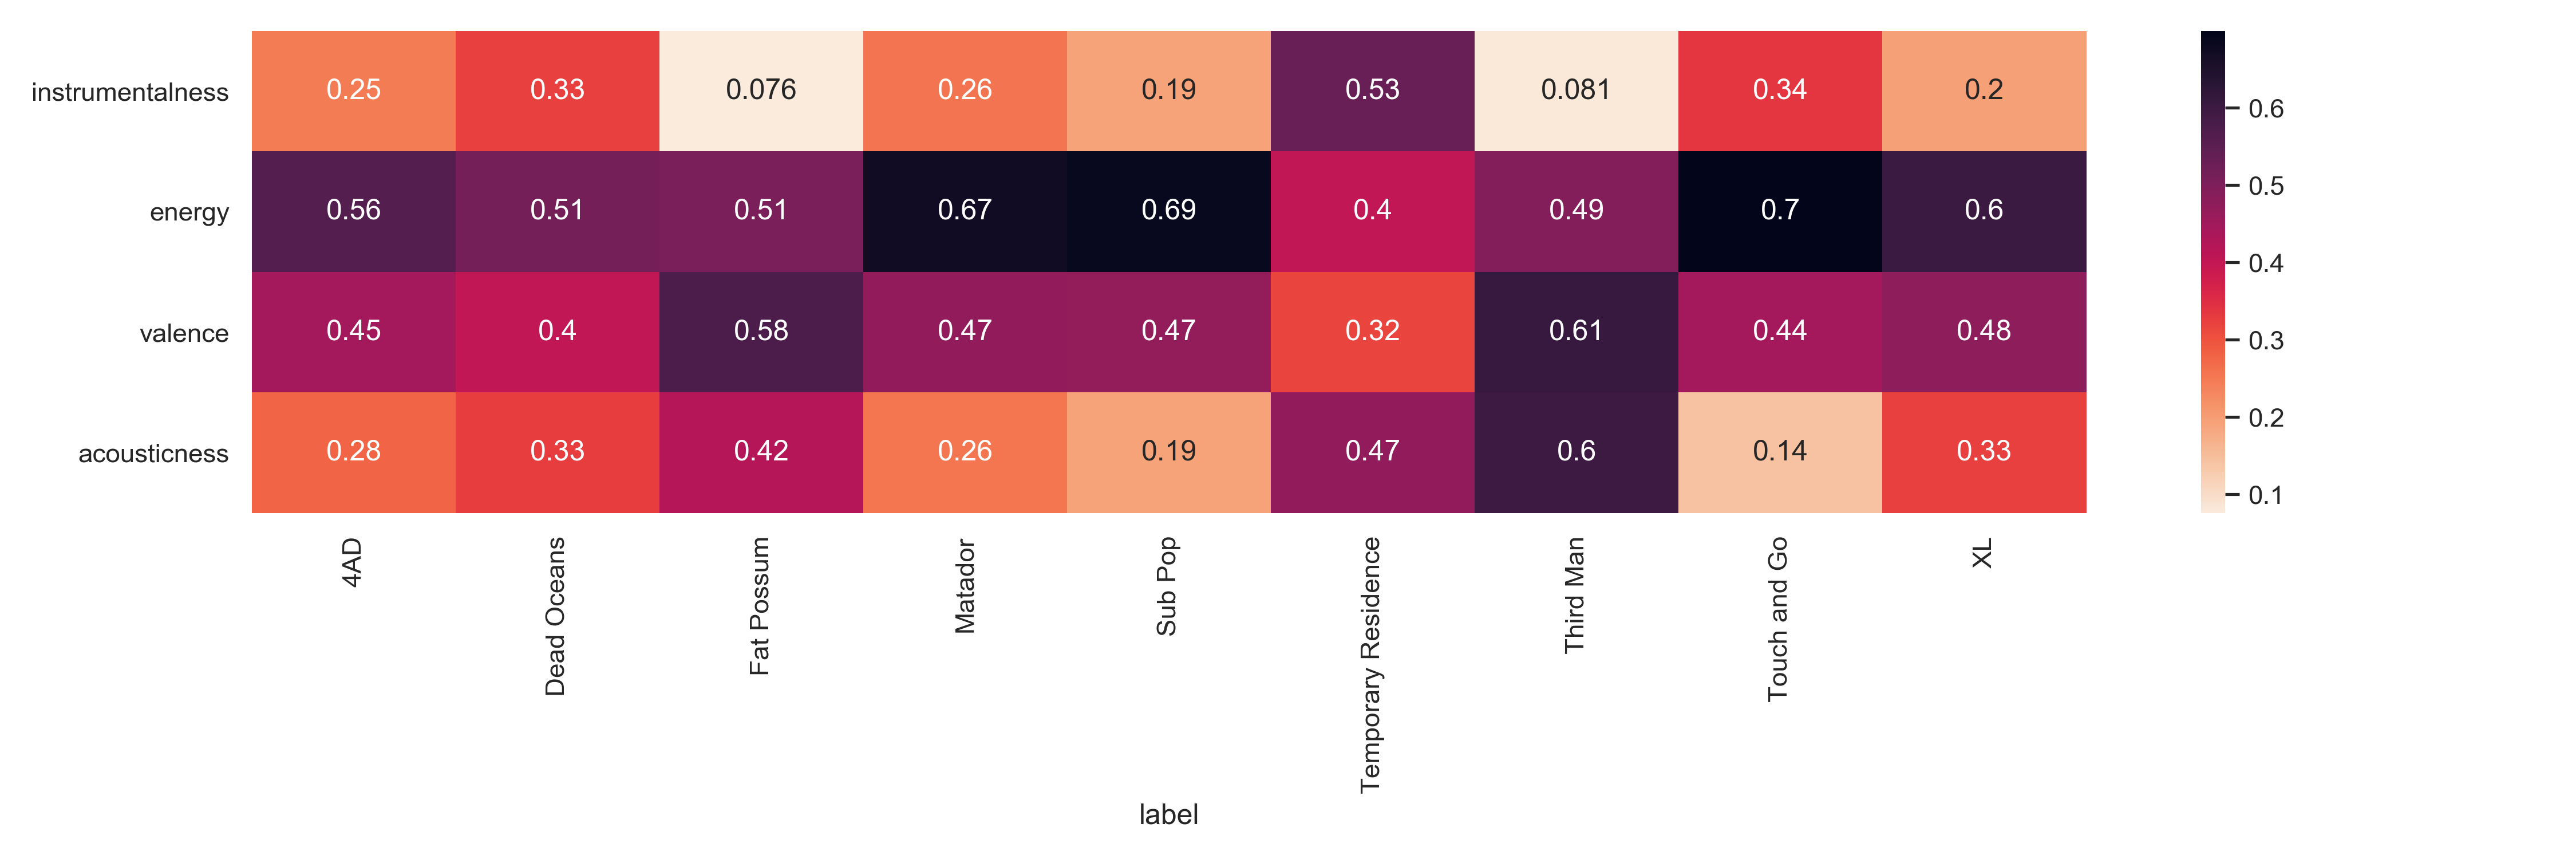 instrumentalness 0.25 0.33 0.076 0.26 0.19 0.53 0.081 0.34 0.2
energy 0.56 0.51 0.51 0.67 0.69 0.4 0.49 0.7 0.6
valence 0.45 0.4 0.58 0.47 0.47 0.32 0.61 0.44 0.48
acousticness 0.28 0.33 0.42 0.26 0.19 0.47 0.6 0.14 0.33
4AD
Dead Oceans
Fat Possum
Matador
Sub Pop
Temporary Residence
Third Man
Touch and Go
XL
label
0.6
0.5
0.4
0.3
0.2
0.1